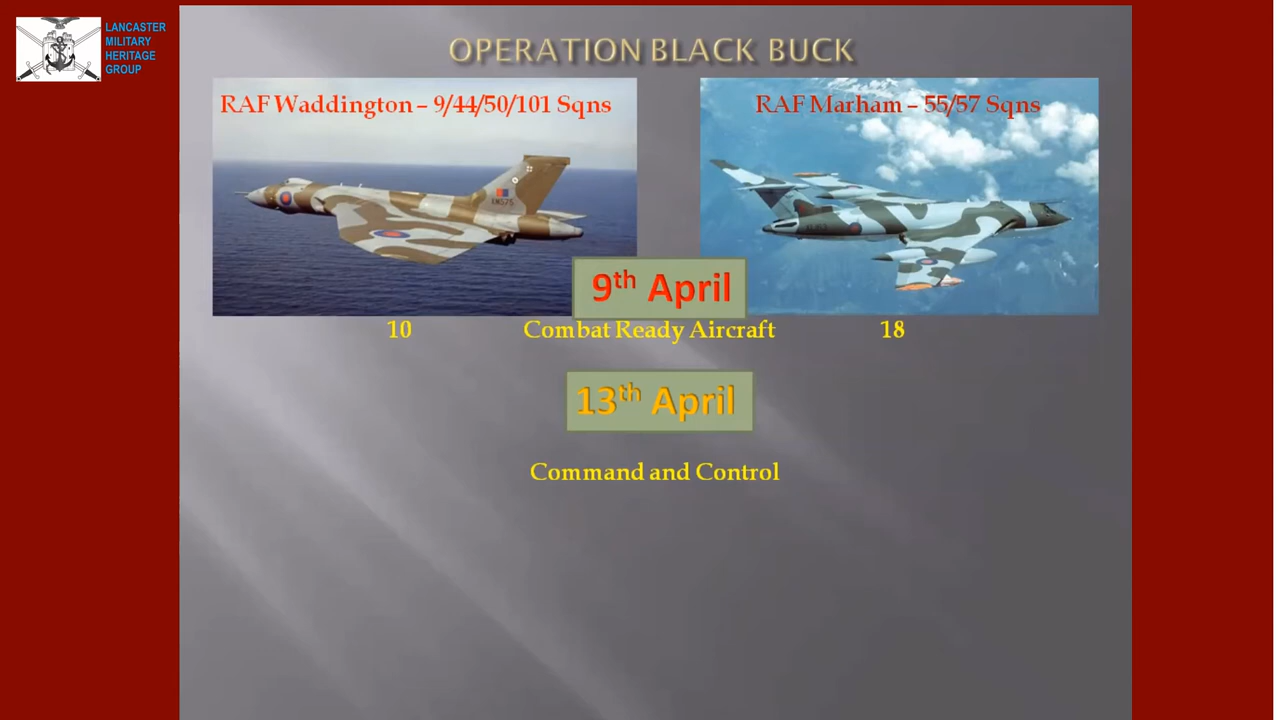 LANCASTER
MILITARY
HERITAGE
GROUP
OPERATION BLACK BUCK
RAF Waddington – 9/44/50/101 Sqns
RAF Marham – 55/57 Sqns
9th April
10 Combat Ready Aircraft 18
13th April
Command and Control